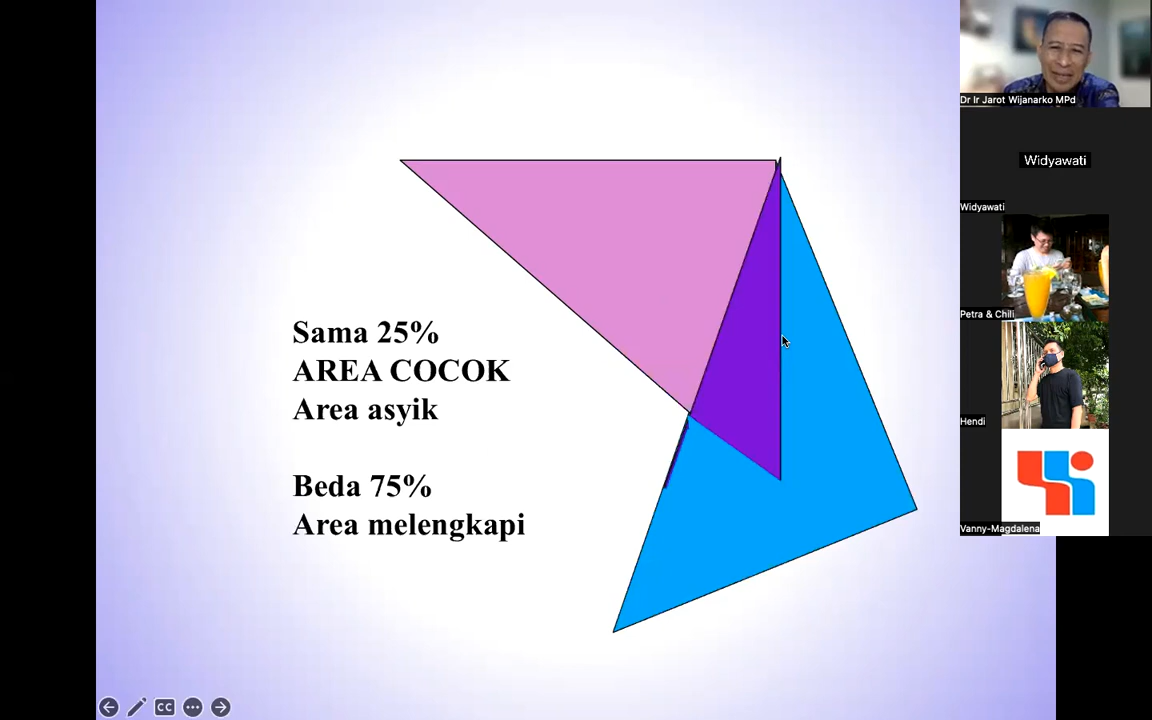 Sama 25%
AREA COCOK
Area asyik
Beda 75%
Area melengkapi
Dr Ir Jarot Wijanarko MPd
Widyawati
Widyawati
Petra & Chili
Hendi
Vanny-Magdalena
CC